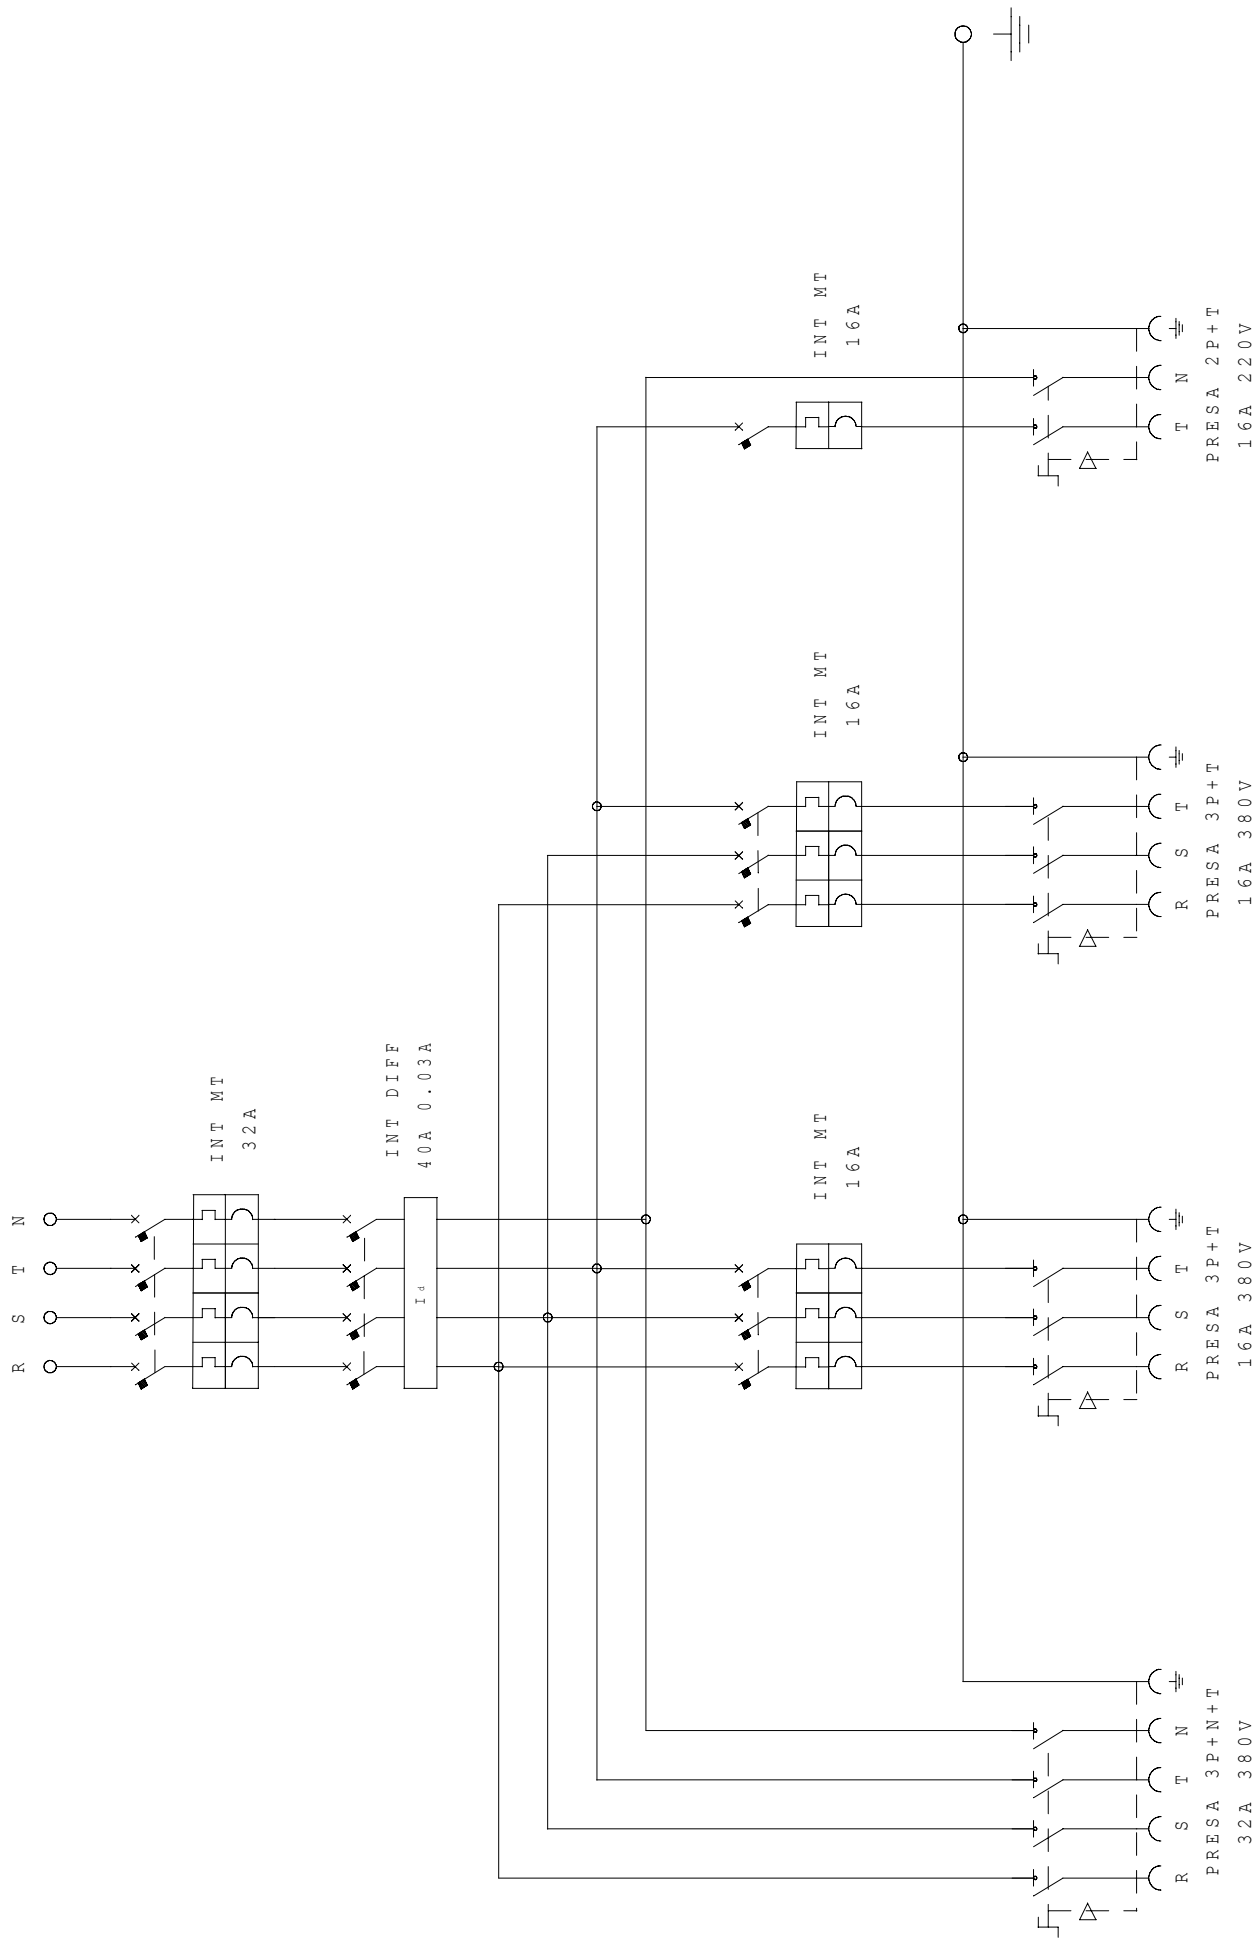 R S T N
INT MT
32A
INT DIFF
40A 0.03A
Id
INT MT
16A
INT MT
16A
INT MT
16A
R S T N
PRESA 3P+N+T
32A 380V
R S T
PRESA 3P+T
16A 380V
R S T
PRESA 3P+T
16A 380V
T N
PRESA 2P+T
16A 220V